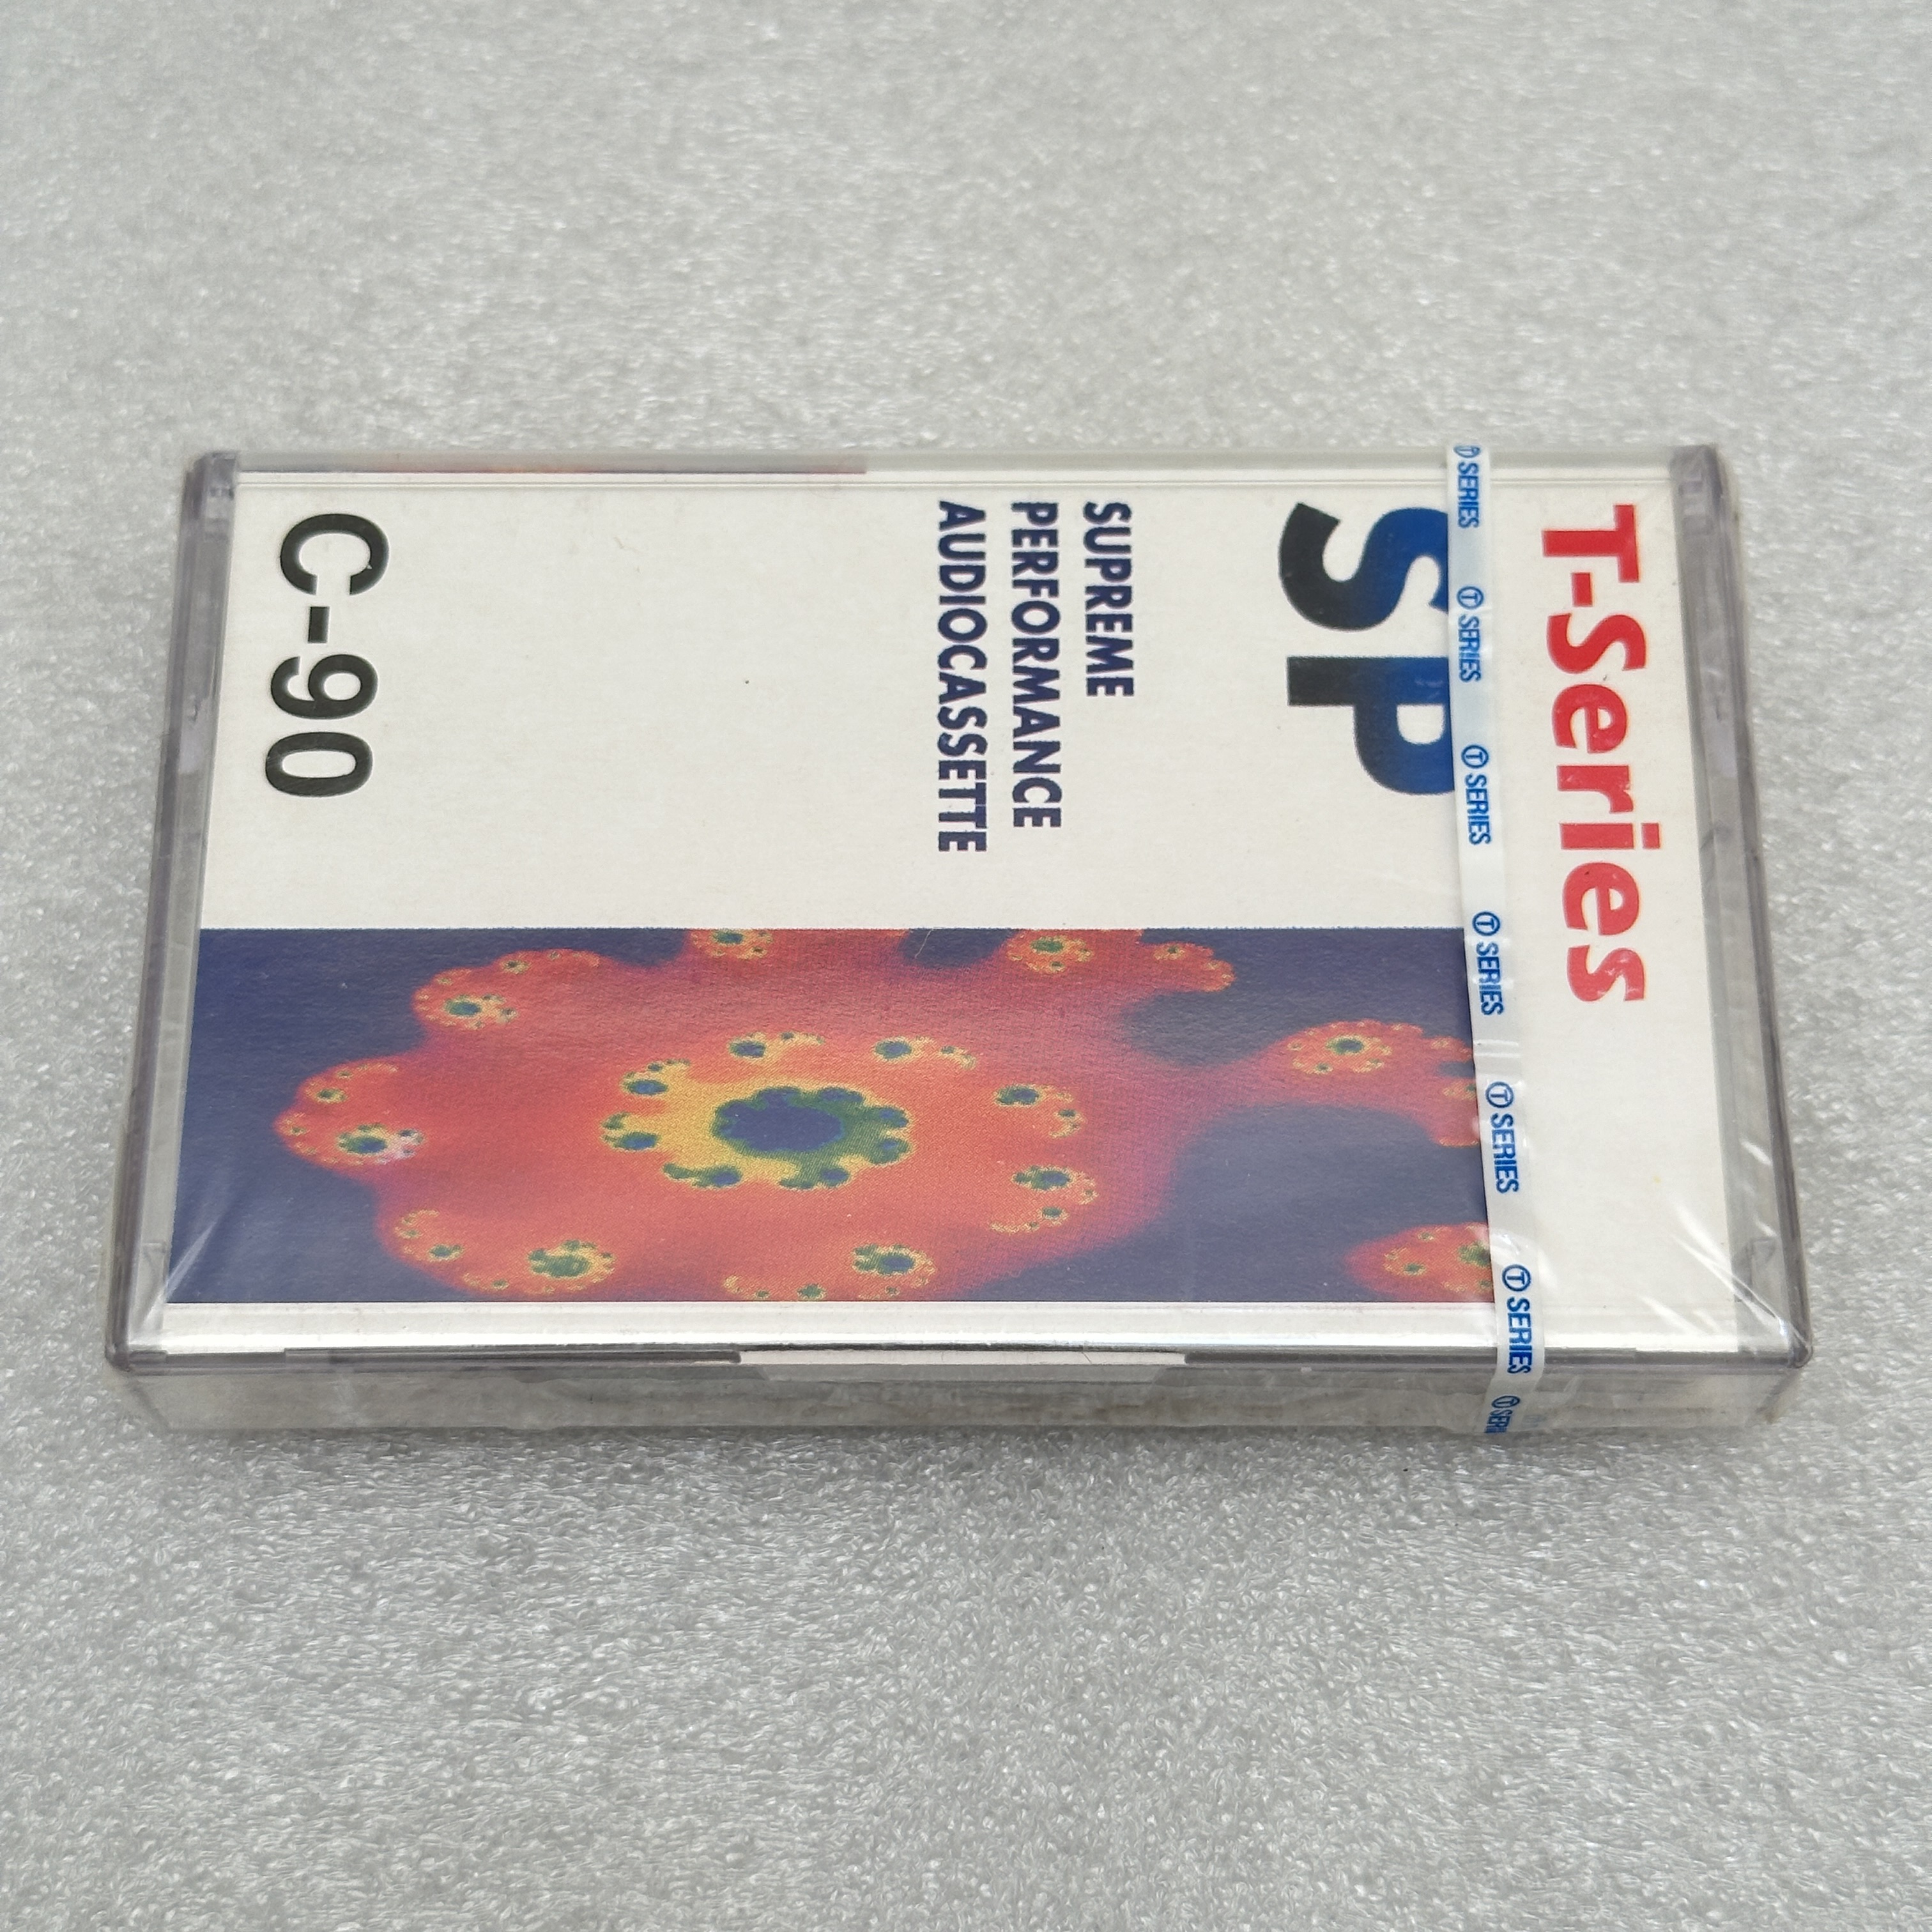 T-Series
SP
SUPREME
PERFORMANCE
AUDIOCASSETTE
C-90
T SERIES
T SERIES
T SERIES
T SERIES
T SERIES
T SERIES